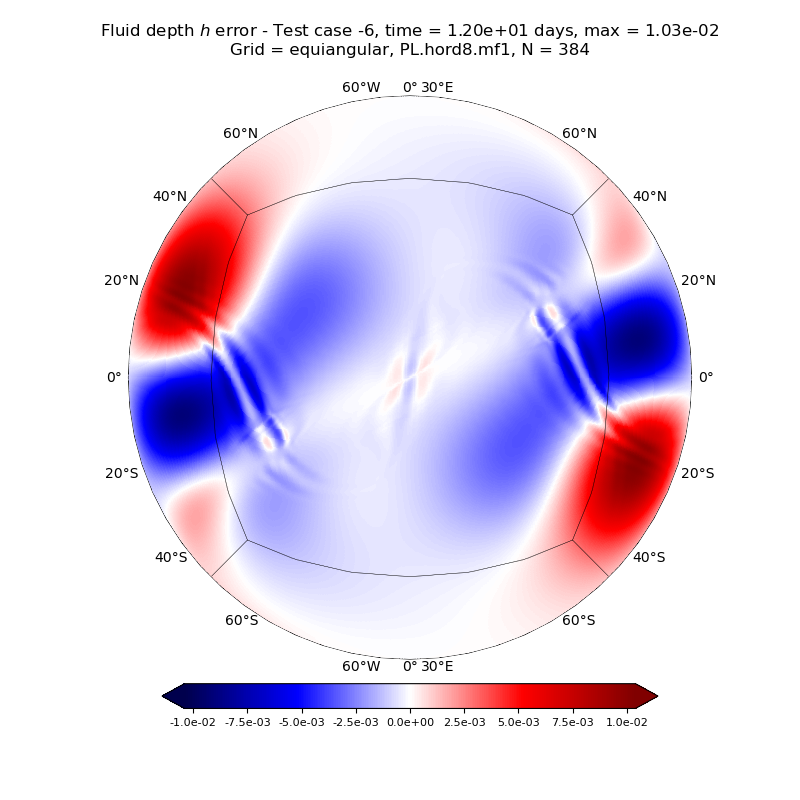 Fluid depth h error - Test case -6, time = 1.20e+01 days, max = 1.03e-02
Grid = equiangular, PL.hord8.mf1, N = 384
60°W 0° 30°E
60°N 60°N
40°N 40°N
20°N 20°N
0° 0°
20°S 20°S
40°S 40°S
60°S 60°S
60°W 0° 30°E
-1.0e-02 -7.5e-03 -5.0e-03 -2.5e-03 0.0e+00 2.5e-03 5.0e-03 7.5e-03 1.0e-02